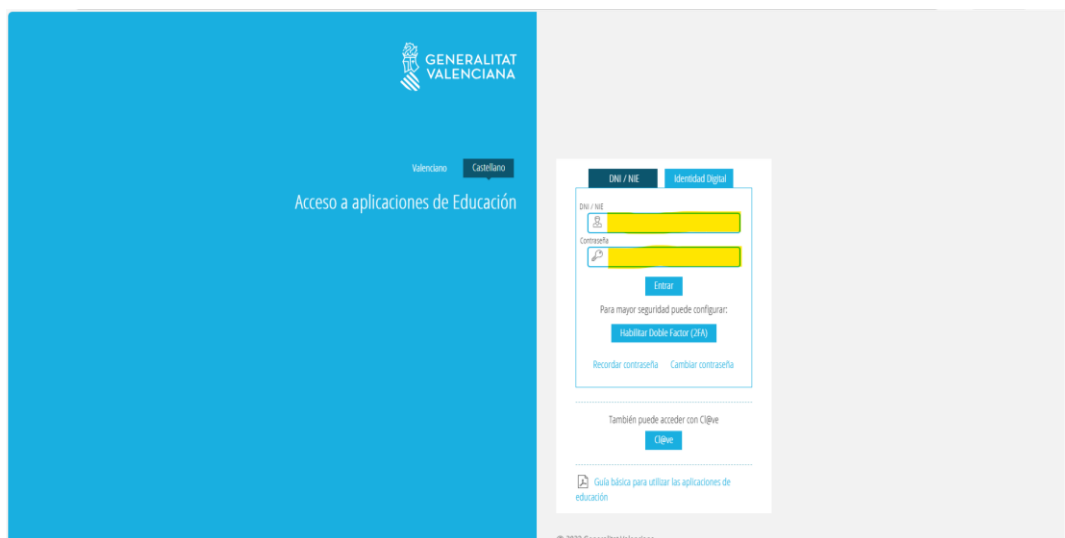 GENERALITAT
VALENCIANA
Valenciano Castellano
Acceso a aplicaciones de Educación
DNI / NIE Identidad Digital
DNI / NIE
Contraseña
Entrar
Para mayor seguridad puede configurar:
Habilitar Doble Factor (2FA)
Recordar contraseña Cambiar contraseña
También puede acceder con Cl@ve
Cl@ve
Guía básica para utilizar las aplicaciones de
educación